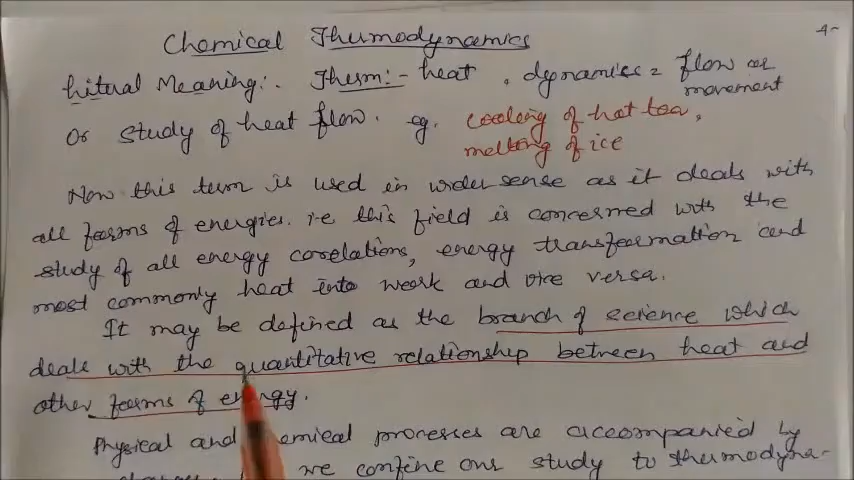 4-
Chemical Thermodynamics
Litual Meaning:. Therm:- heat , dynamics = flow or
movement
Or study of heat flow. eg. cooling of hot tea,
melting of ice
Now this term is used in wider sense as it deals with
all forms of energies. i.e this field is concerned with the
study of all energy correlations, energy transformation and
most commonly heat into work and vice versa.
It may be defined as the branch of science which
deals with the quantitative relationship between heat and
other forms of energy.
Physical and chemical processes are accompanied by
we confine our study to thermodyna-